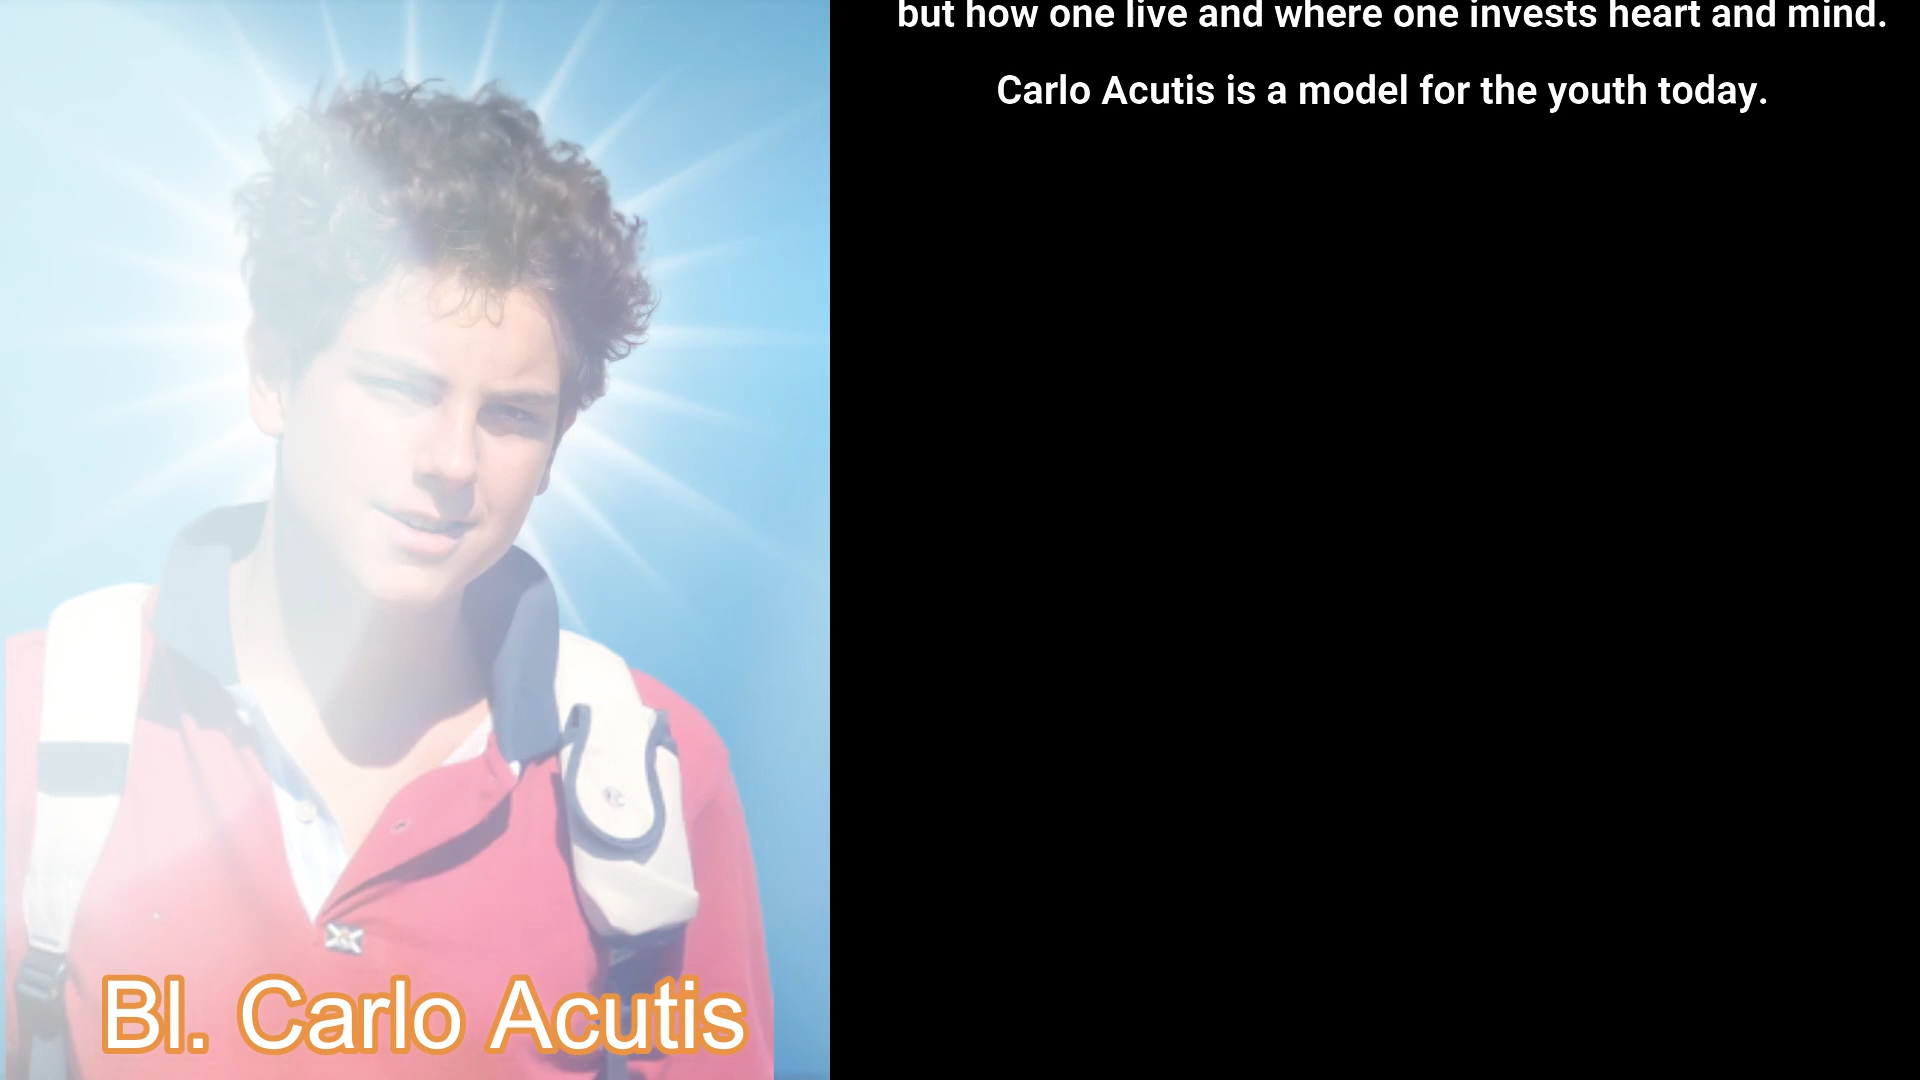 but how one live and where one invests heart and mind.
Carlo Acutis is a model for the youth today.
Bl. Carlo Acutis